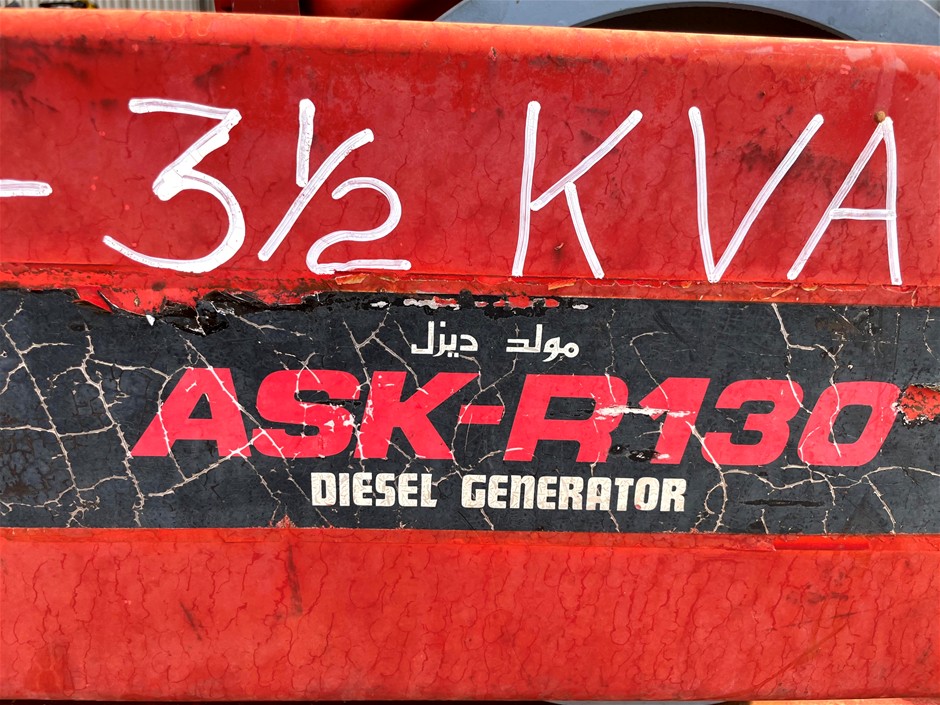 - 3½ KVA
مولد ديزل
ASK-R130
DIESEL GENERATOR